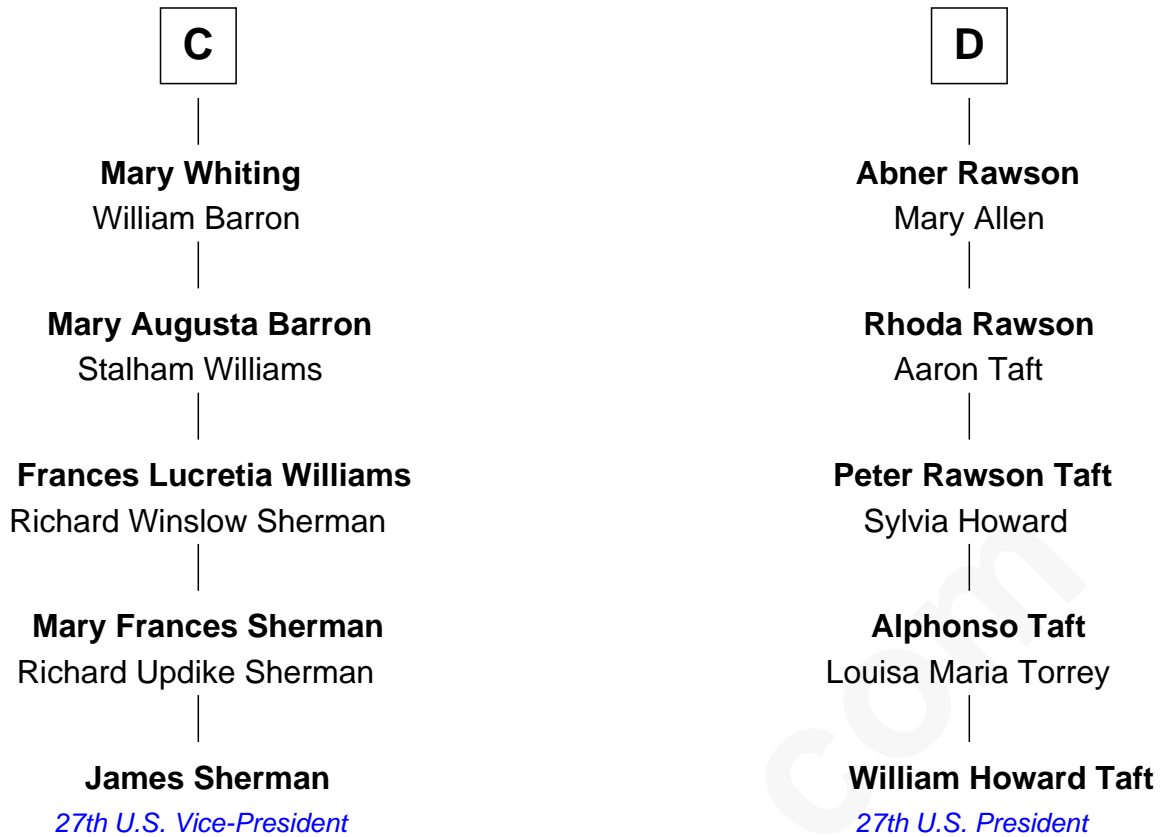 C
Mary Whiting
William Barron
Mary Augusta Barron
Stalham Williams
Frances Lucretia Williams
Richard Winslow Sherman
Mary Frances Sherman
Richard Updike Sherman
James Sherman
27th U.S. Vice-President
D
Abner Rawson
Mary Allen
Rhoda Rawson
Aaron Taft
Peter Rawson Taft
Sylvia Howard
Alphonso Taft
Louisa Maria Torrey
William Howard Taft
27th U.S. President
com